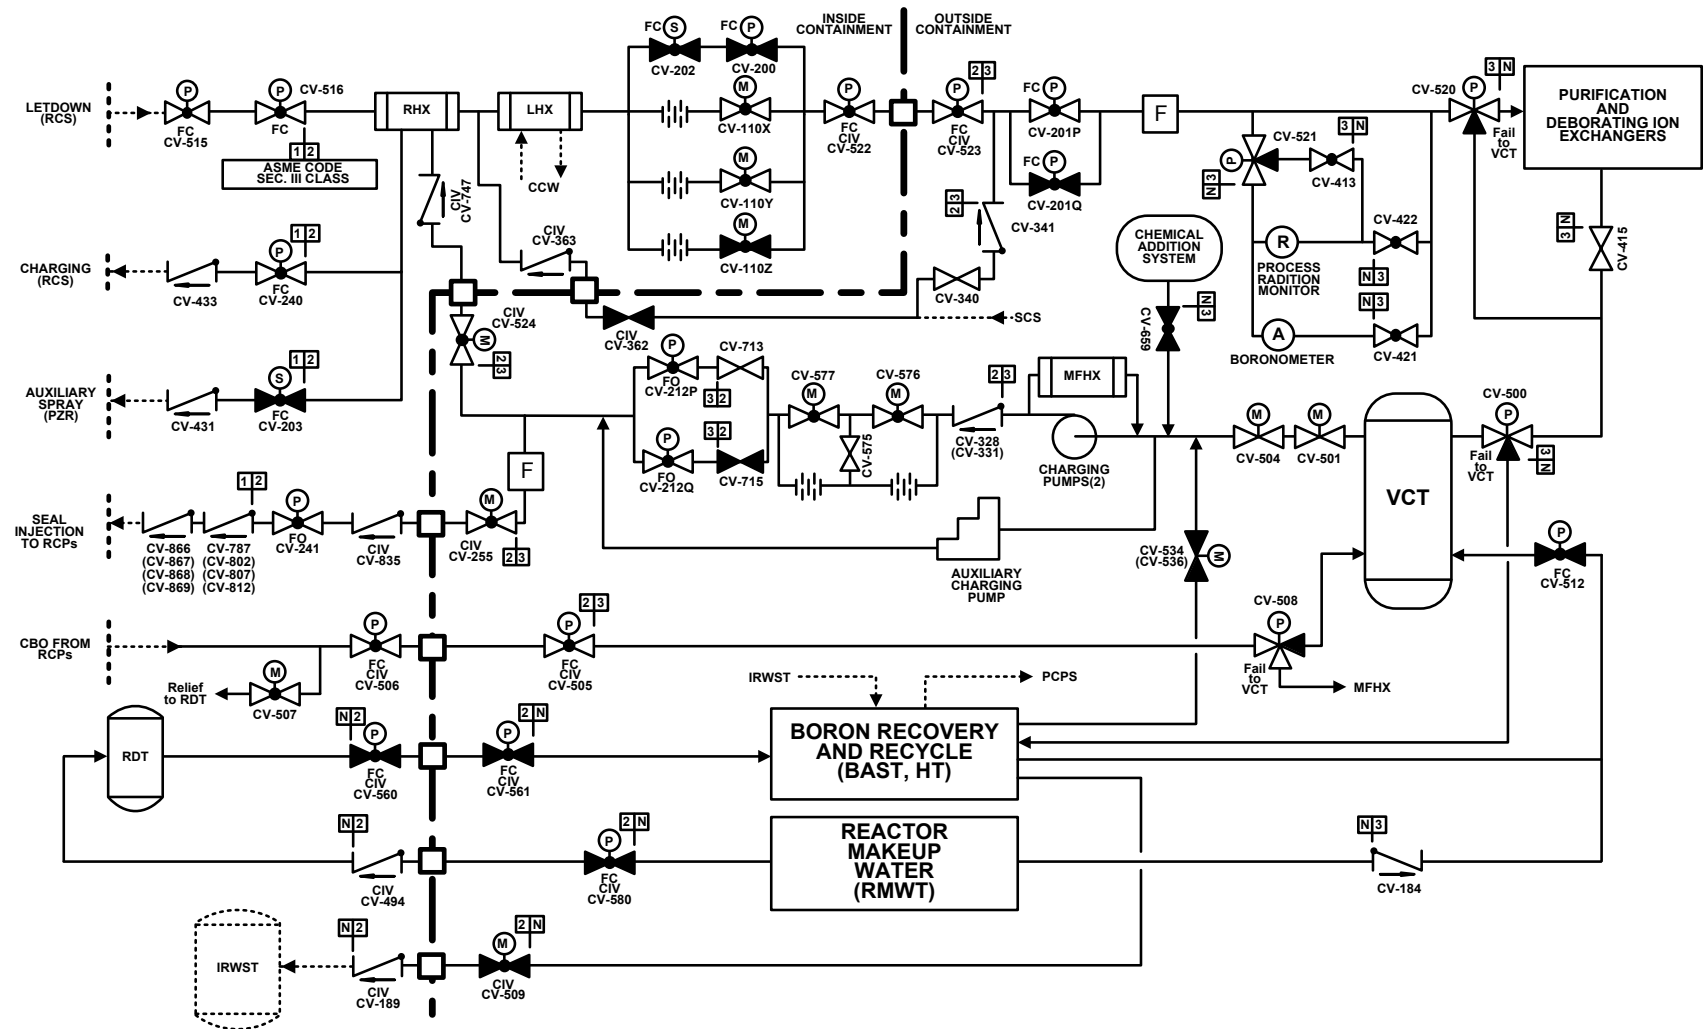 INSIDE
CONTAINMENT
OUTSIDE
CONTAINMENT
FC
S
CV-202
FC
P
CV-200
LETDOWN
(RCS)
P
FC
CV-515
P
CV-516
FC
1 2
ASME CODE
SEC. III CLASS
RHX
LHX
CCW
M
CV-110X
M
CV-110Y
M
CV-110Z
P
FC
CIV
CV-522
P
2 3
FC
CIV
CV-523
FC
P
CV-201P
FC
P
CV-201Q
F
CV-521
P
N 3
3 N
CV-413
CV-422
N 3
R
PROCESS
RADITION
MONITOR
N 3
CV-421
A
BORONOMETER
CV-520
P
3 N
Fail
to
VCT
PURIFICATION
AND
DEBORATING ION
EXCHANGERS
3 N
CV-415
CIV
CV-747
CIV
CV-363
2 3
CV-341
CV-340
SCS
CIV
CV-362
CHEMICAL
ADDITION
SYSTEM
N 3
CV-659
CHARGING
(RCS)
CV-433
P
1 2
FC
CV-240
CIV
CV-524
M
2 3
AUXILIARY
SPRAY
(PZR)
CV-431
S
1 2
FC
CV-203
P
FO
CV-212P
CV-713
3 2
P
FO
CV-212Q
3 2
CV-715
CV-577
M
CV-576
M
CV-575
2 3
CV-328
(CV-331)
MFHX
CHARGING
PUMPS(2)
M
CV-504
M
CV-501
VCT
CV-500
P
Fail
to
VCT
3 N
F
SEAL
INJECTION
TO RCPs
CV-866
(CV-867)
(CV-868)
(CV-869)
1 2
CV-787
(CV-802)
(CV-807)
(CV-812)
P
FO
CV-241
CIV
CV-835
M
CIV
CV-255
2 3
AUXILIARY
CHARGING
PUMP
CV-534
(CV-536)
M
P
FC
CV-512
CBO FROM
RCPs
Relief
to RDT
M
CV-507
P
FC
CIV
CV-506
P
2 3
FC
CIV
CV-505
CV-508
P
Fail
to
VCT
MFHX
IRWST
PCPS
RDT
N 2
P
FC
CIV
CV-560
2 N
P
FC
CIV
CV-561
BORON RECOVERY
AND RECYCLE
(BAST, HT)
N 2
CIV
CV-494
2 N
P
FC
CIV
CV-580
REACTOR
MAKEUP
WATER
(RMWT)
N 3
CV-184
IRWST
N 2
CIV
CV-189
2 N
M
CIV
CV-509